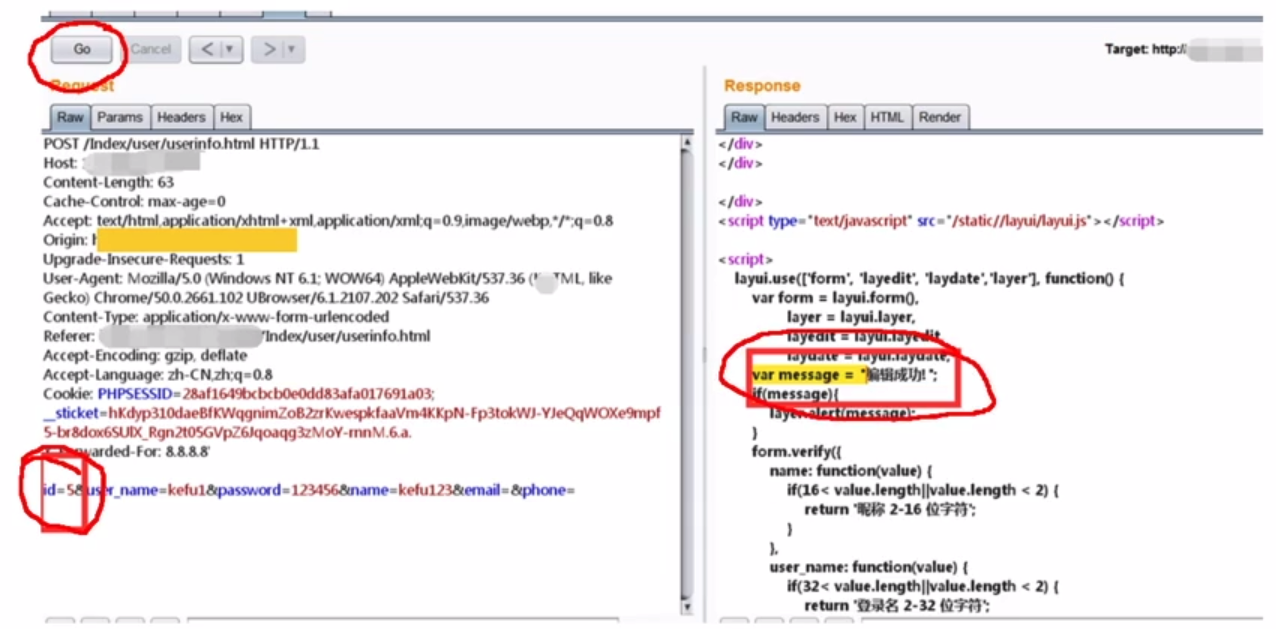 Go
Cancel
<
>
Target: http:/
Request
Response
Raw
Params
Headers
Hex
Raw
Headers
Hex
HTML
Render
POST /Index/user/userinfo.html HTTP/1.1
Host:
Content-Length: 63
Cache-Control: max-age=0
Accept: text/html,application/xhtml+xml,application/xml;q=0.9,image/webp,*/*;q=0.8
Origin: h
Upgrade-Insecure-Requests: 1
User-Agent: Mozilla/5.0 (Windows NT 6.1; WOW64) AppleWebKit/537.36 ( TML, like
Gecko) Chrome/50.0.2661.102 UBrowser/6.1.2107.202 Safari/537.36
Content-Type: application/x-www-form-urlencoded
Referer: /Index/user/userinfo.html
Accept-Encoding: gzip, deflate
Accept-Language: zh-CN,zh;q=0.8
Cookie: PHPSESSID=28af1649bcbcb0e0dd83afa017691a03;
__sticket=hKdyp310daeBfKWqgnimZoB2zrKwespkfaaVm4KKpN-Fp3tokWJ-YJeQqWOXe9mpf
5-br8dox6SUlX_Rgn2t05GVpZ6Jqoaqg3zMoY-rnnM.6.a.
warded-For: 8.8.8.8'
id=5&user_name=kefu1&password=123456&name=kefu123&email=&phone=
</div>
</div>
</div>
<script type="text/javascript" src="/static//layui/layui.js"></script>
<script>
layui.use(['form', 'layedit', 'laydate','layer'], function() {
var form = layui.form(),
layer = layui.layer,
layedit = layui.layedit,
laydate = layui.laydate;
var message = "编辑成功! ";
if(message){
layer.alert(message);
}
form.verify({
name: function(value) {
if(16< value.length||value.length < 2) {
return '昵称 2-16 位字符';
}
},
user_name: function(value) {
if(32< value.length||value.length < 2) {
return '登录名 2-32 位字符';